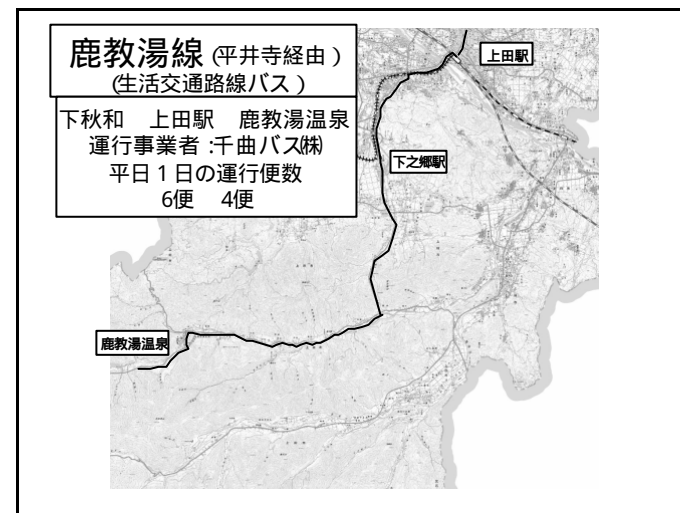 鹿教湯線 (平井寺経由)
(生活交通路線バス)
下秋和 上田駅 鹿教湯温泉
運行事業者:千曲バス㈱
平日1日の運行便数
6便 4便
上田駅
下之郷駅
鹿教湯温泉